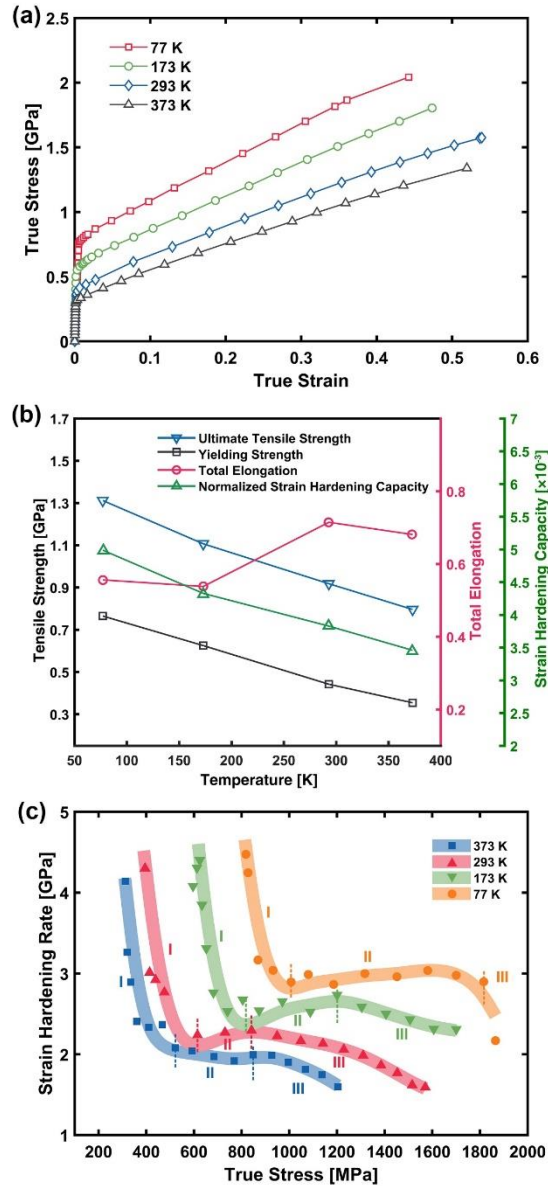 (a)
2.5
2
1.5
1
0.5
0
True Stress [GPa]
77 K
173 K
293 K
373 K
0 0.1 0.2 0.3 0.4 0.5 0.6
True Strain
(b)
1.7
1.5
1.3
1.1
0.9
0.7
0.5
0.3
Tensile Strength [GPa]
Ultimate Tensile Strength
Yielding Strength
Total Elongation
Normalized Strain Hardening Capacity
0.8
0.6
0.4
0.2
Total Elongation
7
6.5
6
5.5
5
4.5
4
3.5
3
2.5
2
Strain Hardening Capacity [×10⁻³]
50 100 150 200 250 300 350 400
Temperature [K]
(c)
5
4
3
2
1
Strain Hardening Rate [GPa]
373 K
293 K
173 K
77 K
I I I I
II II II II
III III III III
200 400 600 800 1000 1200 1400 1600 1800 2000
True Stress [MPa]